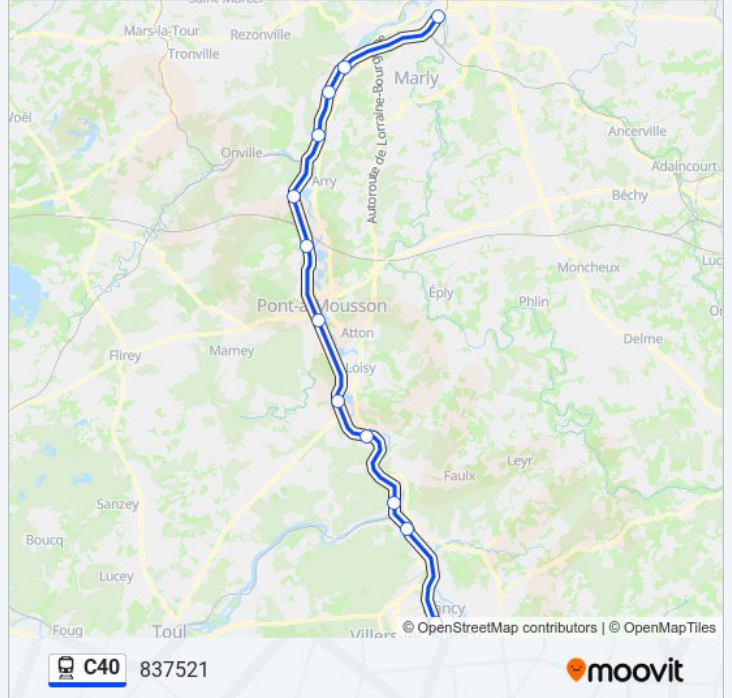 Mars-la-Tour
Rezonville
Tronville
Marly
Autoroute de Lorraine-Bourgogne
Ancerville
Onville
Adaincourt
Arry
Béchy
Moncheux
Éply
Phlin
Pont-à-Mousson
Atton
Delme
Flirey
Mamey
Loisy
Leyr
Faulx
Sanzey
Boucq
Lucey
ancy
Foug
Toul
Villers
© OpenStreetMap contributors | © OpenMapTiles
C40 837521
moovit